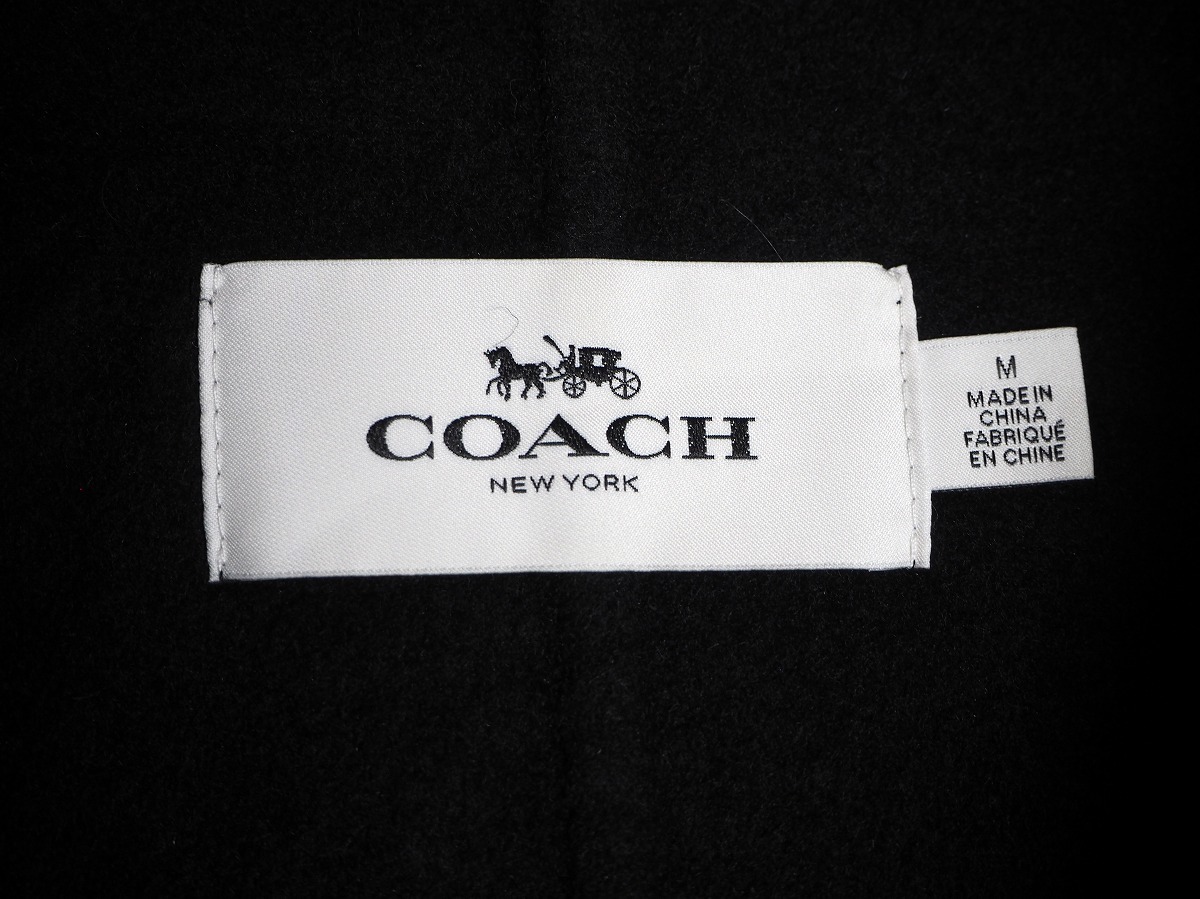 COACH
NEW YORK
M
MADE IN
CHINA
FABRIQUÉ
EN CHINE